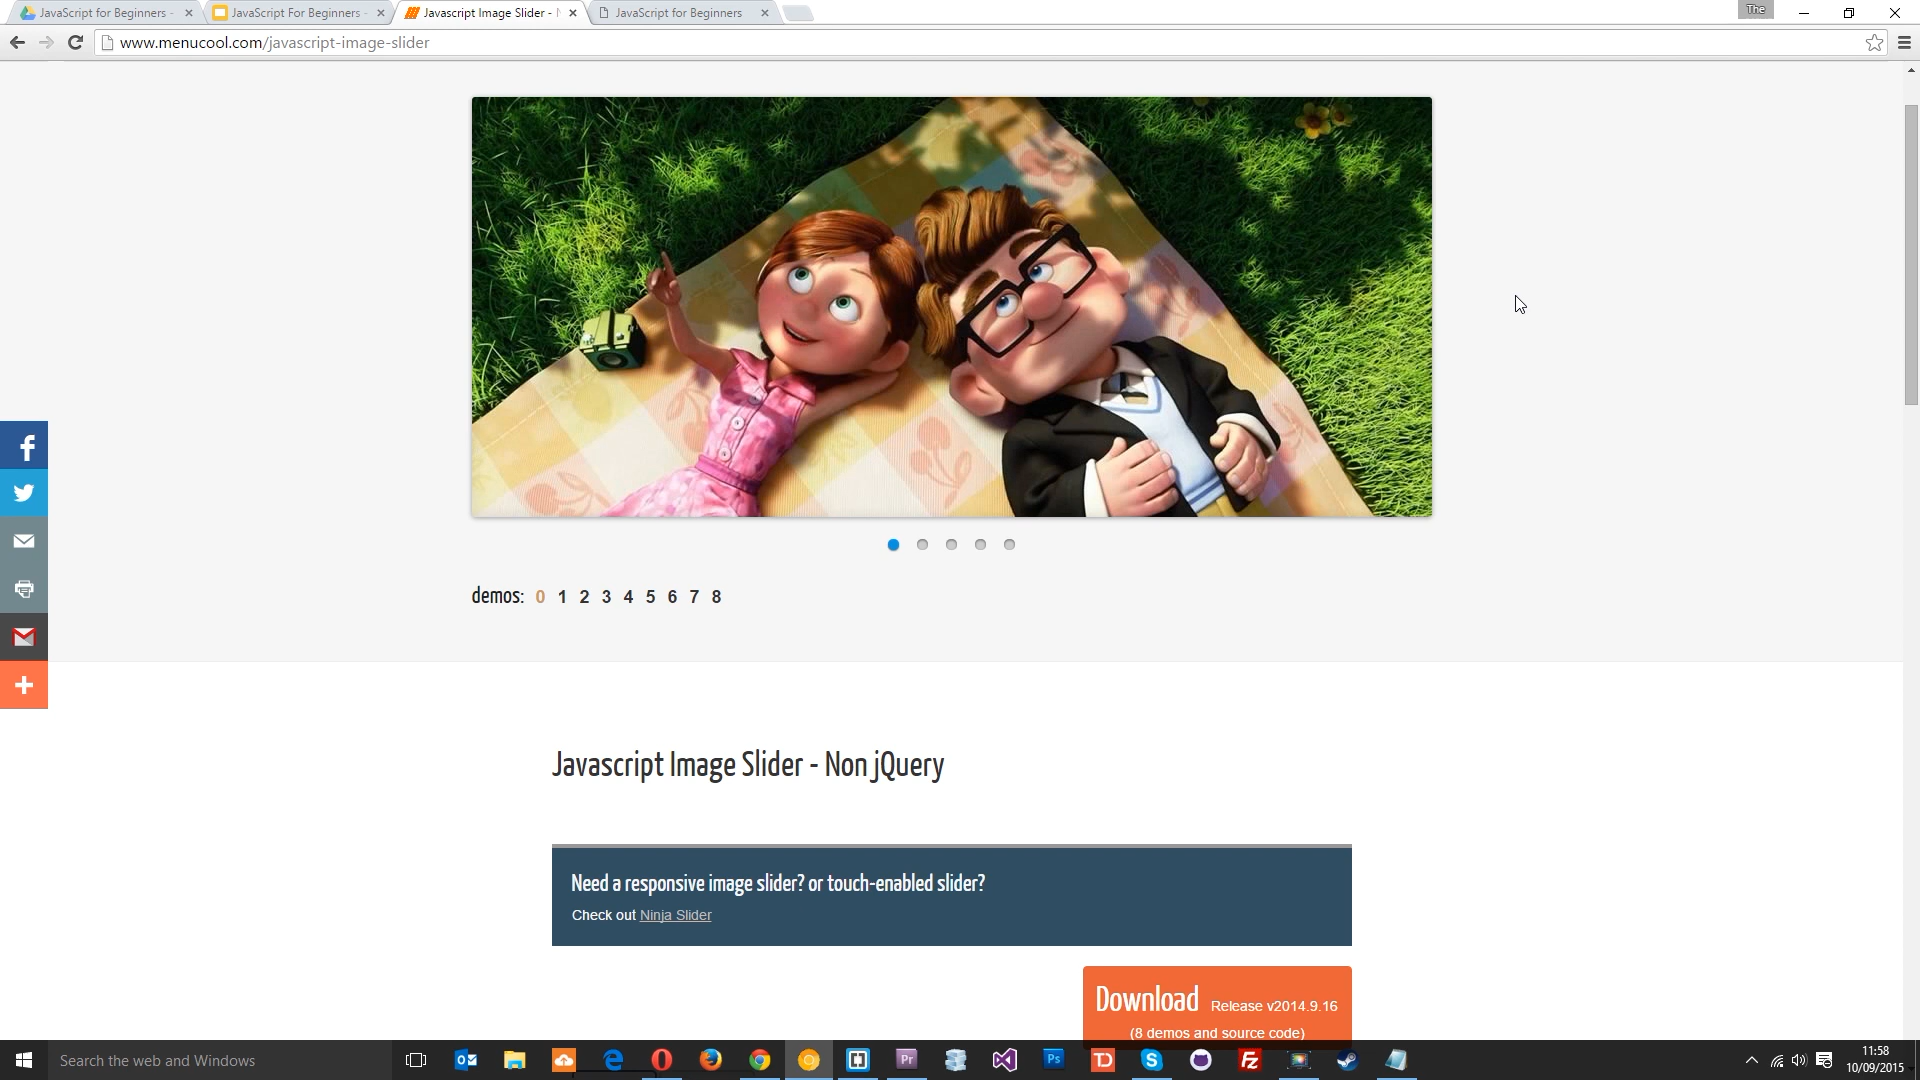 JavaScript for Beginners -
JavaScript For Beginners -
Javascript Image Slider -
JavaScript for Beginners
The
www.menucool.com/javascript-image-slider
demos: 0 1 2 3 4 5 6 7 8
Javascript Image Slider - Non jQuery
Need a responsive image slider? or touch-enabled slider?
Check out Ninja Slider
Download Release v2014.9.16
(8 demos and source code)
Search the web and Windows
Pr
Ps
TD
11:58
10/09/2015